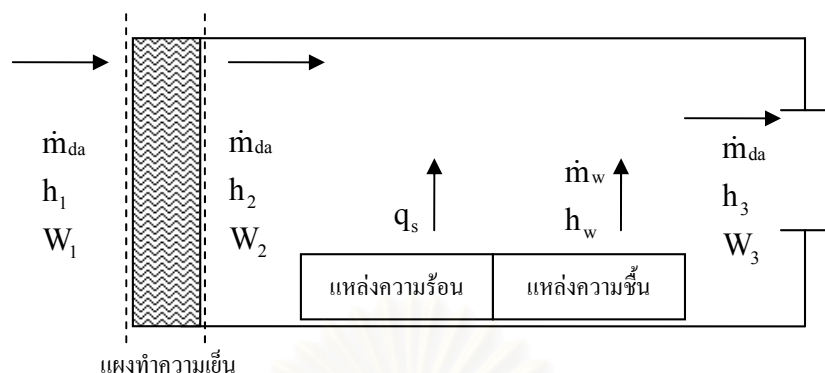 ṁda
h1
W1
ṁda
h2
W2
qs
ṁw
hw
ṁda
h3
W3
แหล่งความร้อน
แหล่งความชื้น
แผงทำความเย็น